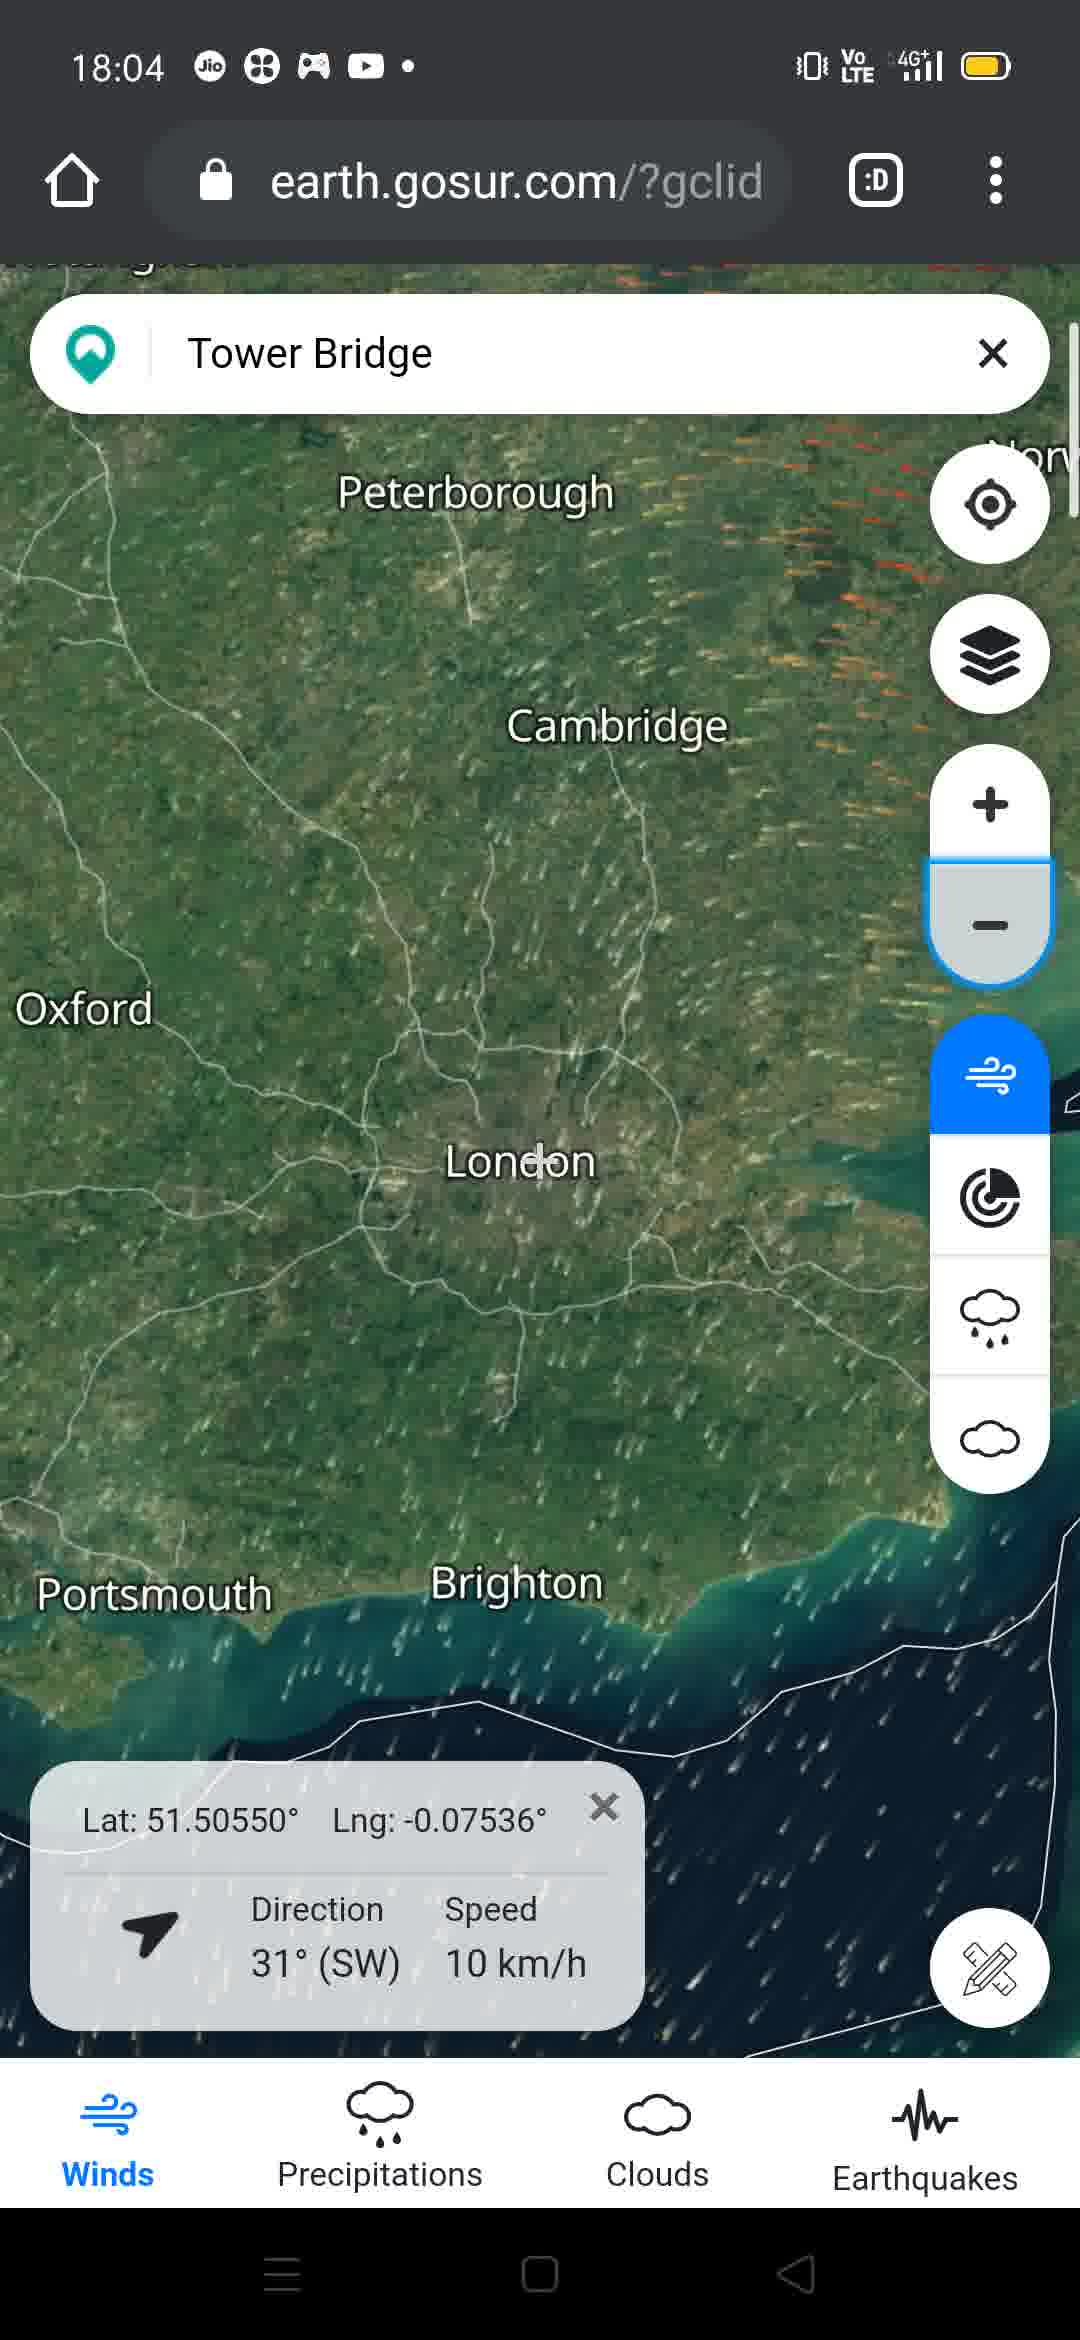 18:04 Jio Vo LTE 4G+
earth.gosur.com/?gclid :D
Tower Bridge
Peterborough
Cambridge
Oxford
London
Portsmouth
Brighton
Lat: 51.50550° Lng: -0.07536°
Direction Speed
31° (SW) 10 km/h
Winds Precipitations Clouds Earthquakes